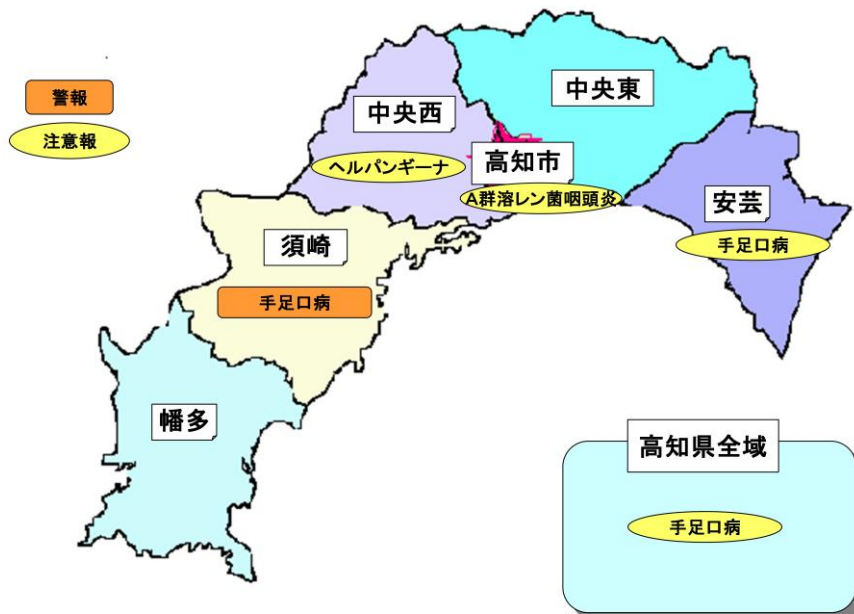 警報
注意報
中央西
ヘルパンギーナ
中央東
高知市
A群溶レン菌咽頭炎
安芸
手足口病
須崎
手足口病
幡多
高知県全域
手足口病